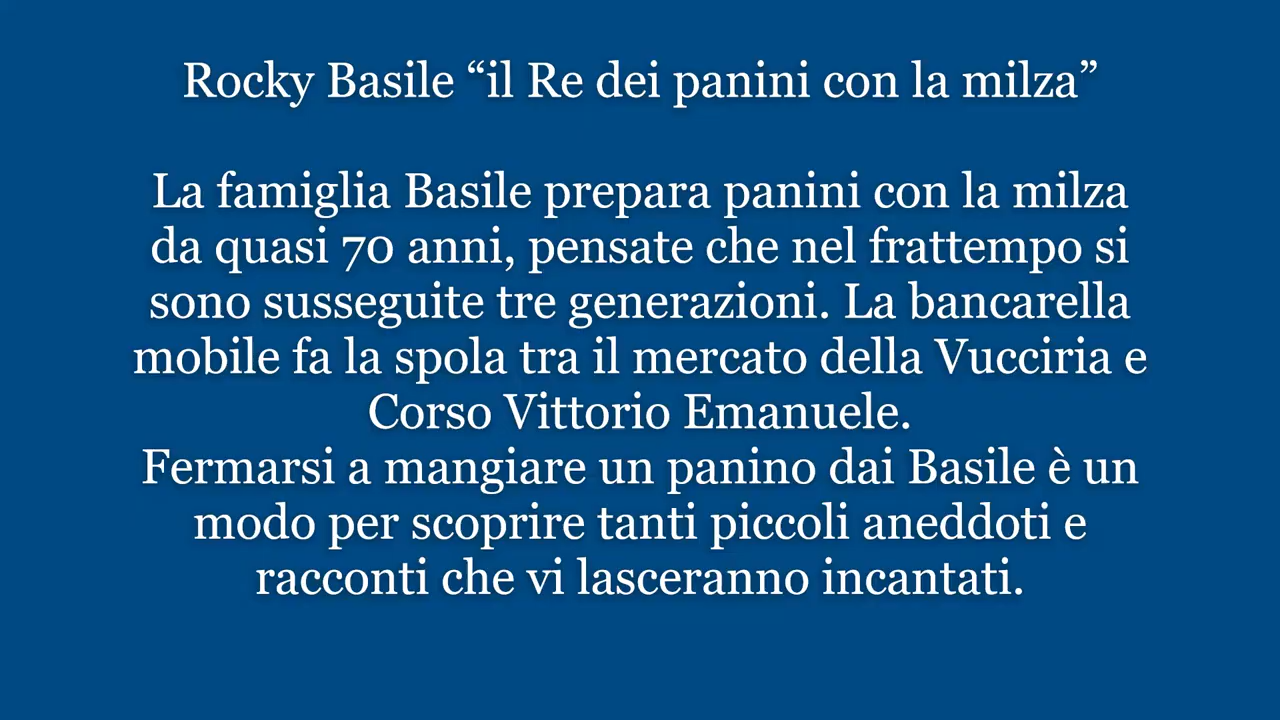 Rocky Basile “il Re dei panini con la milza”
La famiglia Basile prepara panini con la milza
da quasi 70 anni, pensate che nel frattempo si
sono susseguite tre generazioni. La bancarella
mobile fa la spola tra il mercato della Vucciria e
Corso Vittorio Emanuele.
Fermarsi a mangiare un panino dai Basile è un
modo per scoprire tanti piccoli aneddoti e
racconti che vi lasceranno incantati.